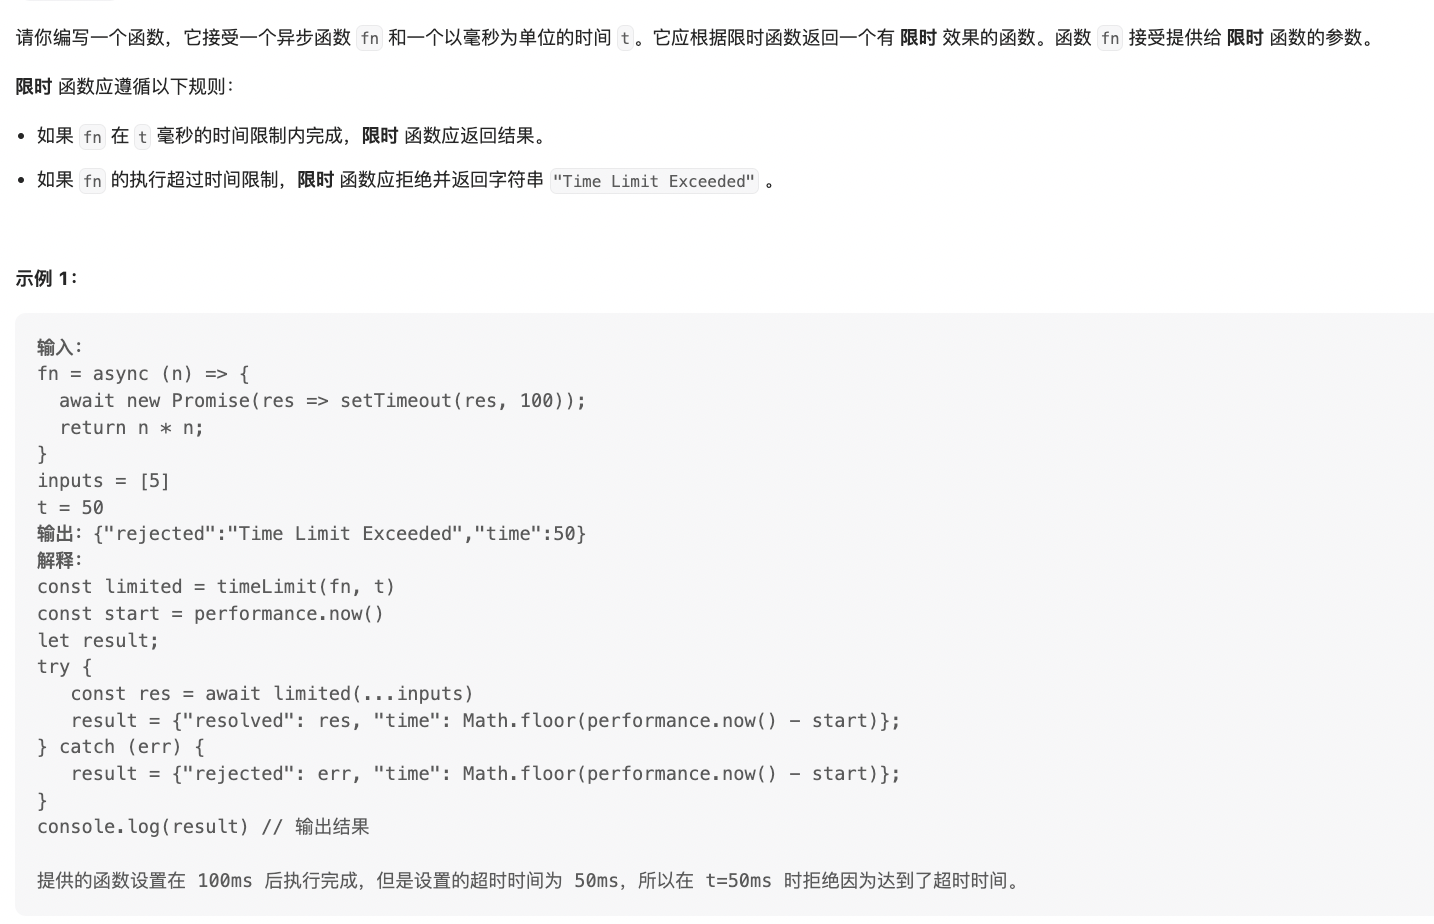 请你编写一个函数，它接受一个异步函数 fn 和一个以毫秒为单位的时间 t。它应根据限时函数返回一个有 限时 效果的函数。函数 fn 接受提供给 限时 函数的参数。
限时 函数应遵循以下规则：
• 如果 fn 在 t 毫秒的时间限制内完成，限时 函数应返回结果。
• 如果 fn 的执行超过时间限制，限时 函数应拒绝并返回字符串 "Time Limit Exceeded" 。
示例 1：
输入：
fn = async (n) => {
  await new Promise(res => setTimeout(res, 100));
  return n * n;
}
inputs = [5]
t = 50
输出：{"rejected":"Time Limit Exceeded","time":50}
解释：
const limited = timeLimit(fn, t)
const start = performance.now()
let result;
try {
   const res = await limited(...inputs)
   result = {"resolved": res, "time": Math.floor(performance.now() - start)};
} catch (err) {
   result = {"rejected": err, "time": Math.floor(performance.now() - start)};
}
console.log(result) // 输出结果
提供的函数设置在 100ms 后执行完成，但是设置的超时时间为 50ms，所以在 t=50ms 时拒绝因为达到了超时时间。